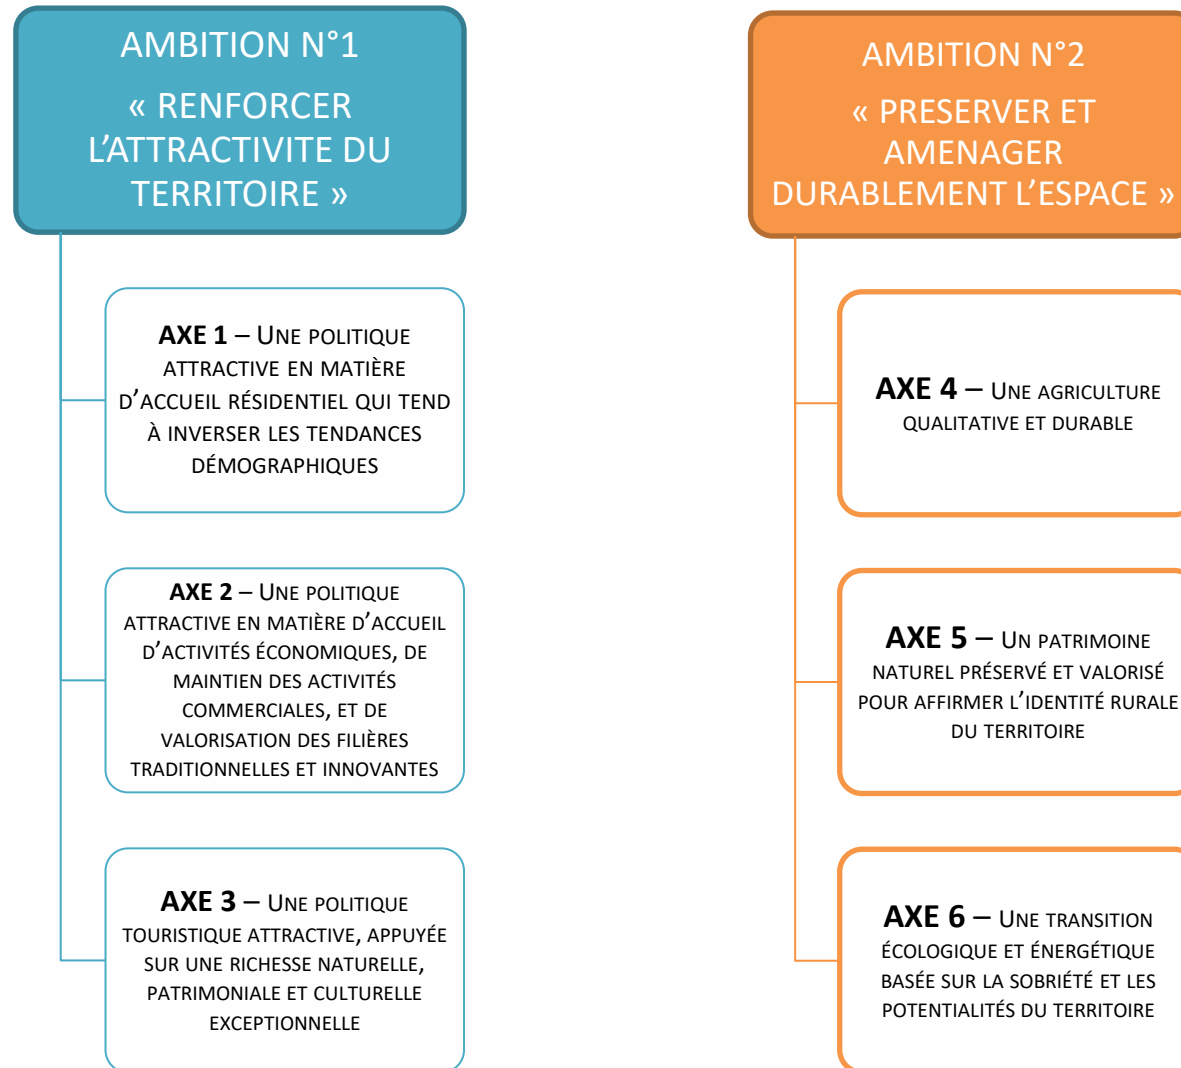 AMBITION N°1
« RENFORCER
L’ATTRACTIVITE DU
TERRITOIRE »
AXE 1 – UNE POLITIQUE
ATTRACTIVE EN MATIÈRE
D’ACCUEIL RÉSIDENTIEL QUI TEND
À INVERSER LES TENDANCES
DÉMOGRAPHIQUES
AXE 2 – UNE POLITIQUE
ATTRACTIVE EN MATIÈRE D’ACCUEIL
D’ACTIVITÉS ÉCONOMIQUES, DE
MAINTIEN DES ACTIVITÉS
COMMERCIALES, ET DE
VALORISATION DES FILIÈRES
TRADITIONNELLES ET INNOVANTES
AXE 3 – UNE POLITIQUE
TOURISTIQUE ATTRACTIVE, APPUYÉE
SUR UNE RICHESSE NATURELLE,
PATRIMONIALE ET CULTURELLE
EXCEPTIONNELLE
AMBITION N°2
« PRESERVER ET
AMENAGER
DURABLEMENT L’ESPACE »
AXE 4 – UNE AGRICULTURE
QUALITATIVE ET DURABLE
AXE 5 – UN PATRIMOINE
NATUREL PRÉSERVÉ ET VALORISÉ
POUR AFFIRMER L’IDENTITÉ RURALE
DU TERRITOIRE
AXE 6 – UNE TRANSITION
ÉCOLOGIQUE ET ÉNERGÉTIQUE
BASÉE SUR LA SOBRIÉTÉ ET LES
POTENTIALITÉS DU TERRITOIRE